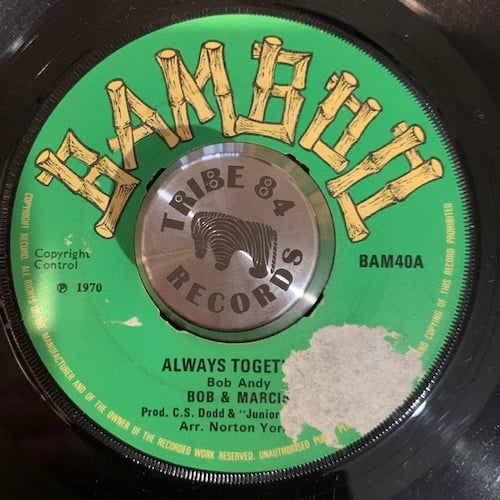 BAMBOO
TRIBE 84
RECORDS
Copyright
Control
BAM40A
℗ 1970
ALWAYS TOGET
Bob Andy
BOB & MARCI
Prod. C.S. Dodd & "Junior
Arr. Norton Yor
COPYRIGHT RECORD. ALL RIGHTS OF THE MANUFACTURER AND OF THE OWNER OF THE RECORDED WORK RESERVED. UNAUTHORISED PU AND COPYING OF THIS RECORD PROHIBITED